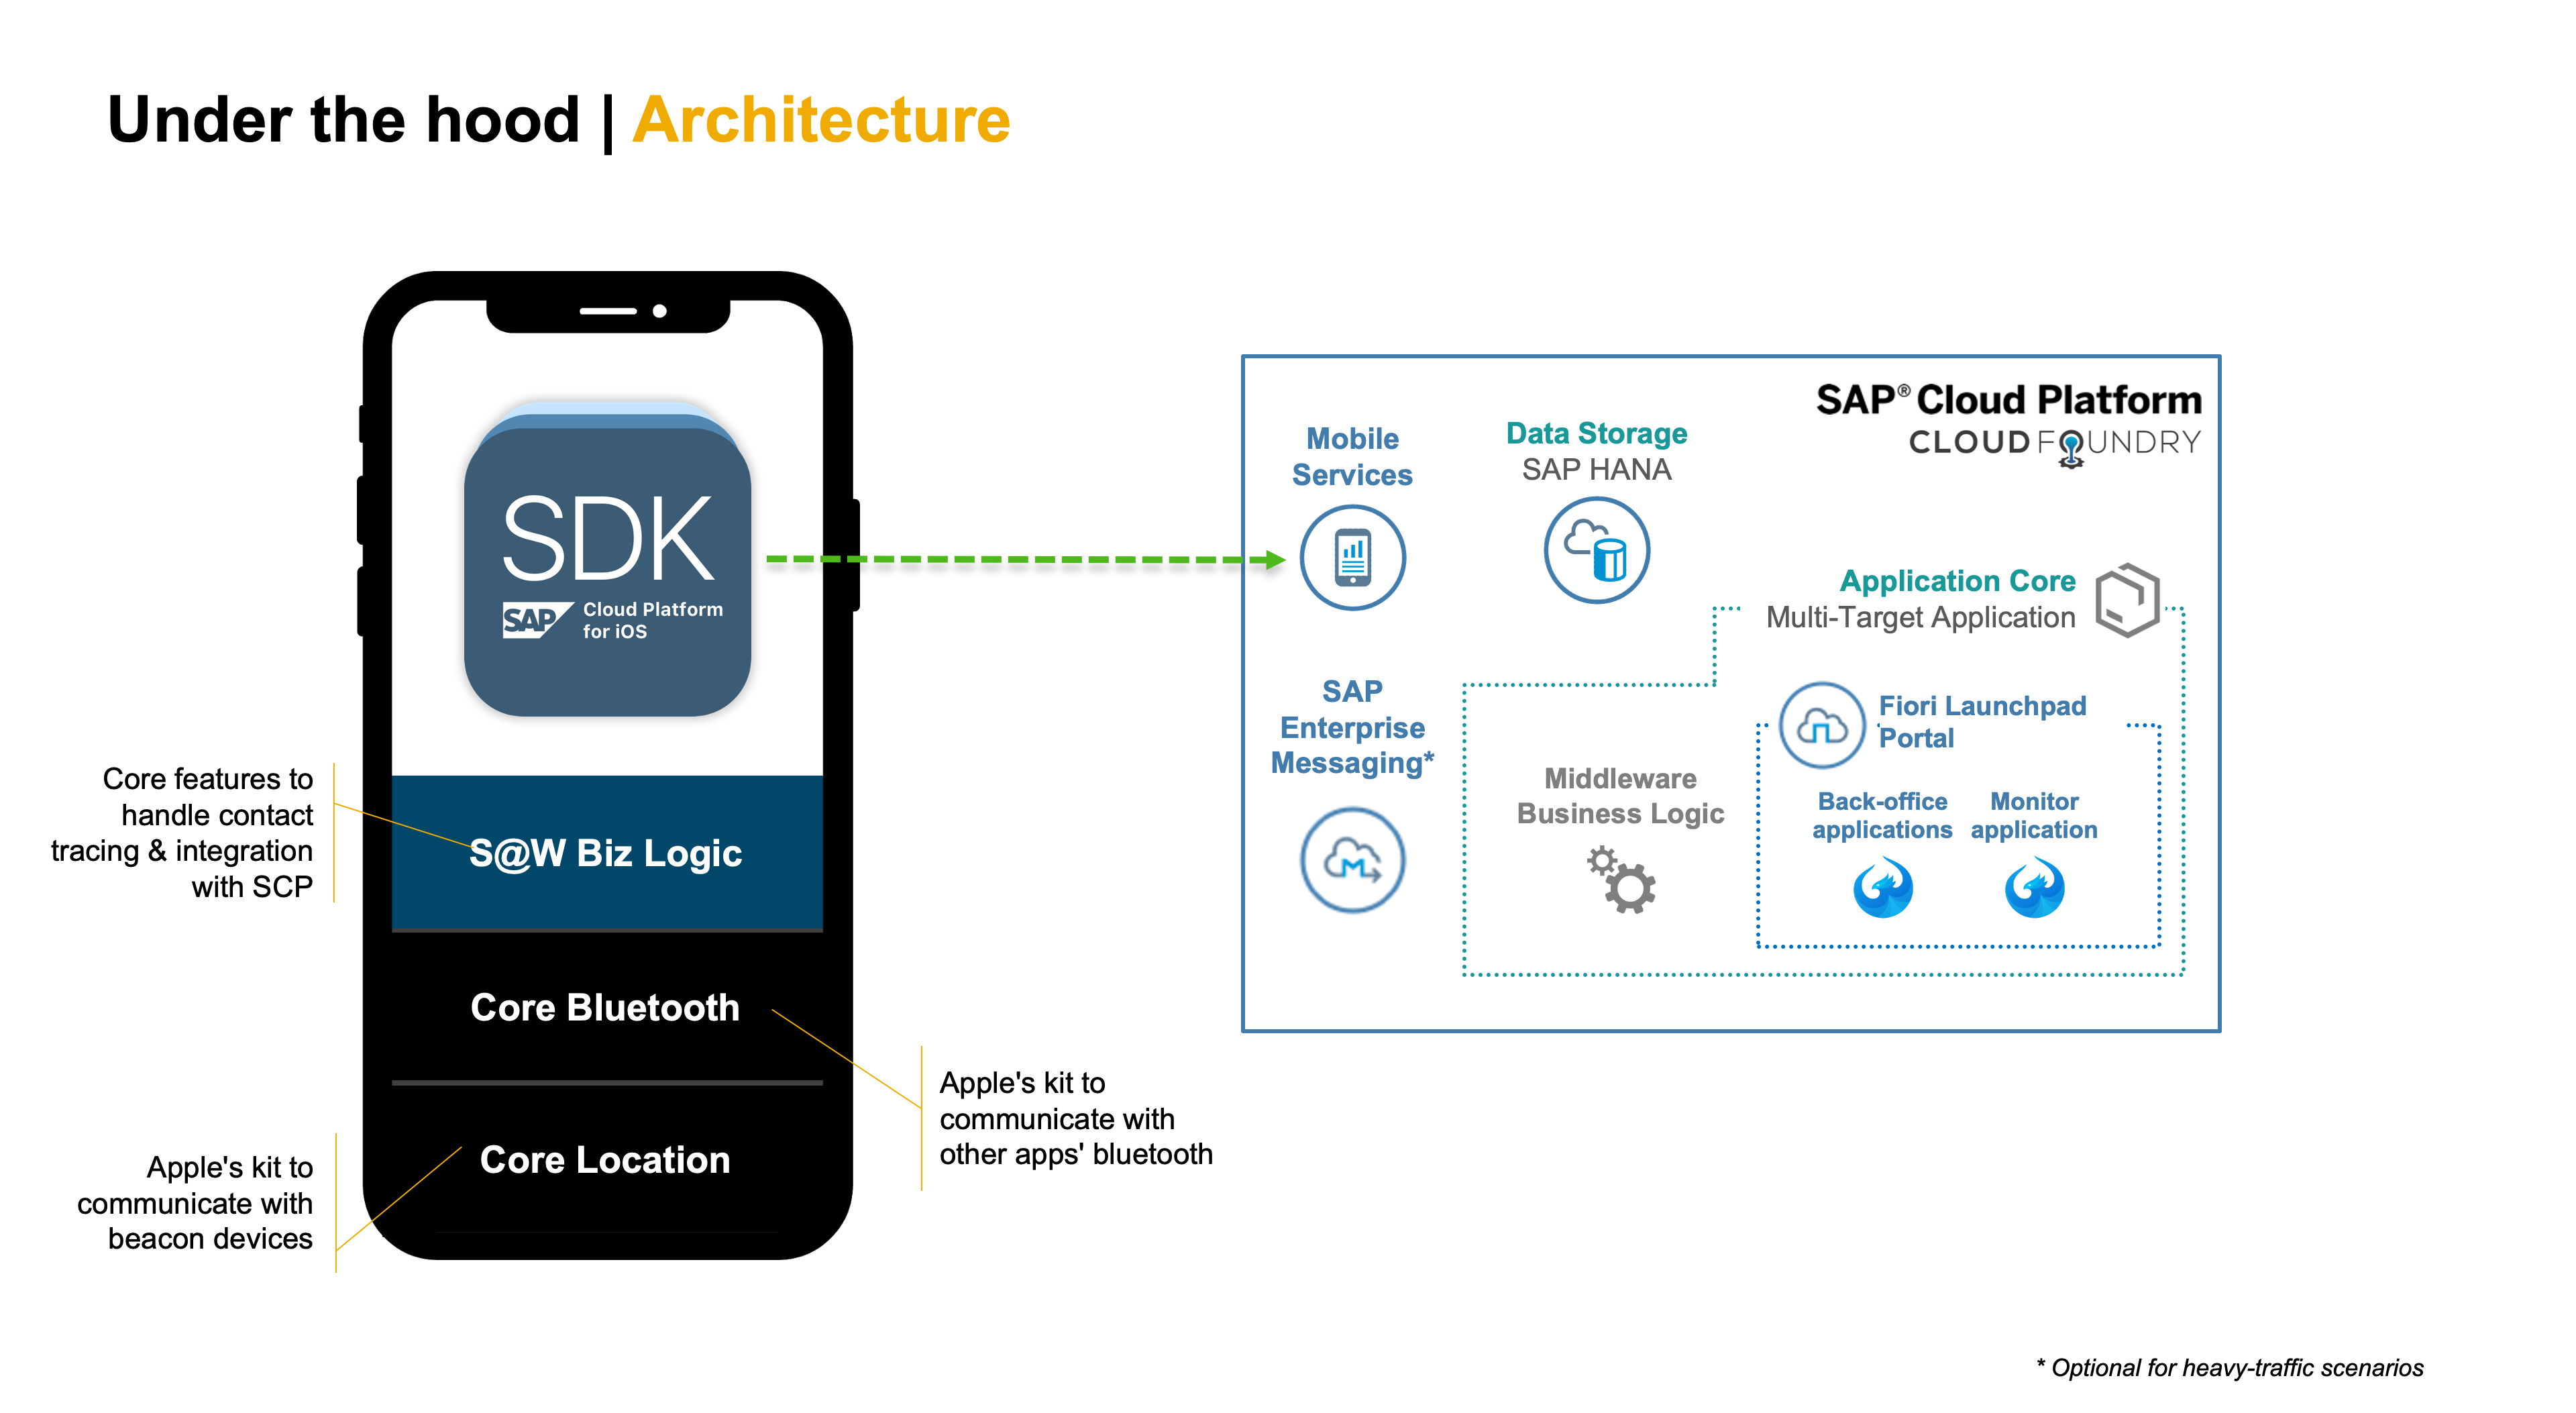 Under the hood | Architecture
SDK
SAP
Cloud Platform
for iOS
Core features to
handle contact
tracing & integration
with SCP
S@W Biz Logic
Core Bluetooth
Apple's kit to
communicate with
other apps' bluetooth
Core Location
Apple's kit to
communicate with
beacon devices
SAP® Cloud Platform
CLOUD FOUNDRY
Mobile
Services
Data Storage
SAP HANA
Application Core
Multi-Target Application
SAP
Enterprise
Messaging*
M
Middleware
Business Logic
Fiori Launchpad
Portal
Back-office
applications
Monitor
application
* Optional for heavy-traffic scenarios